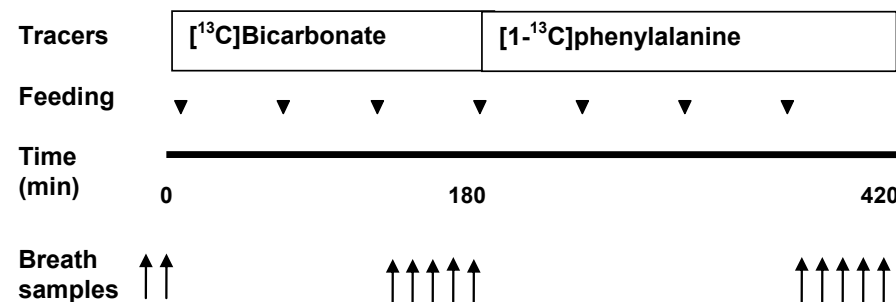 Tracers [¹³C]Bicarbonate [1-¹³C]phenylalanine
Feeding
Time
(min)
0 180 420
Breath
samples